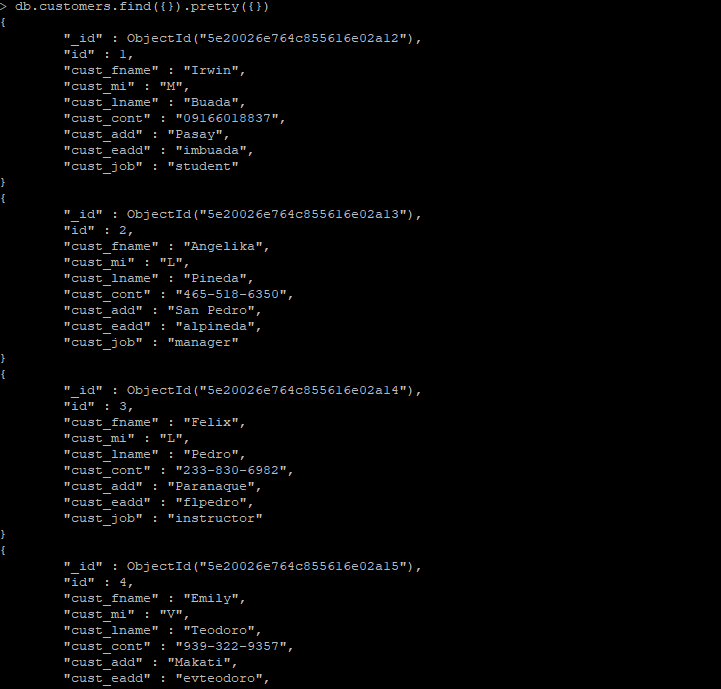 > db.customers.find({}).pretty({})
{
"_id" : ObjectId("5e20026e764c855616e02a12"),
"id" : 1,
"cust_fname" : "Irwin",
"cust_mi" : "M",
"cust_lname" : "Buada",
"cust_cont" : "09166018837",
"cust_add" : "Pasay",
"cust_eadd" : "imbuada",
"cust_job" : "student"
}
{
"_id" : ObjectId("5e20026e764c855616e02a13"),
"id" : 2,
"cust_fname" : "Angelika",
"cust_mi" : "L",
"cust_lname" : "Pineda",
"cust_cont" : "465-518-6350",
"cust_add" : "San Pedro",
"cust_eadd" : "alpineda",
"cust_job" : "manager"
}
{
"_id" : ObjectId("5e20026e764c855616e02a14"),
"id" : 3,
"cust_fname" : "Felix",
"cust_mi" : "L",
"cust_lname" : "Pedro",
"cust_cont" : "233-830-6982",
"cust_add" : "Paranaque",
"cust_eadd" : "flpedro",
"cust_job" : "instructor"
}
{
"_id" : ObjectId("5e20026e764c855616e02a15"),
"id" : 4,
"cust_fname" : "Emily",
"cust_mi" : "V",
"cust_lname" : "Teodoro",
"cust_cont" : "939-322-9357",
"cust_add" : "Makati",
"cust_eadd" : "evteodoro",